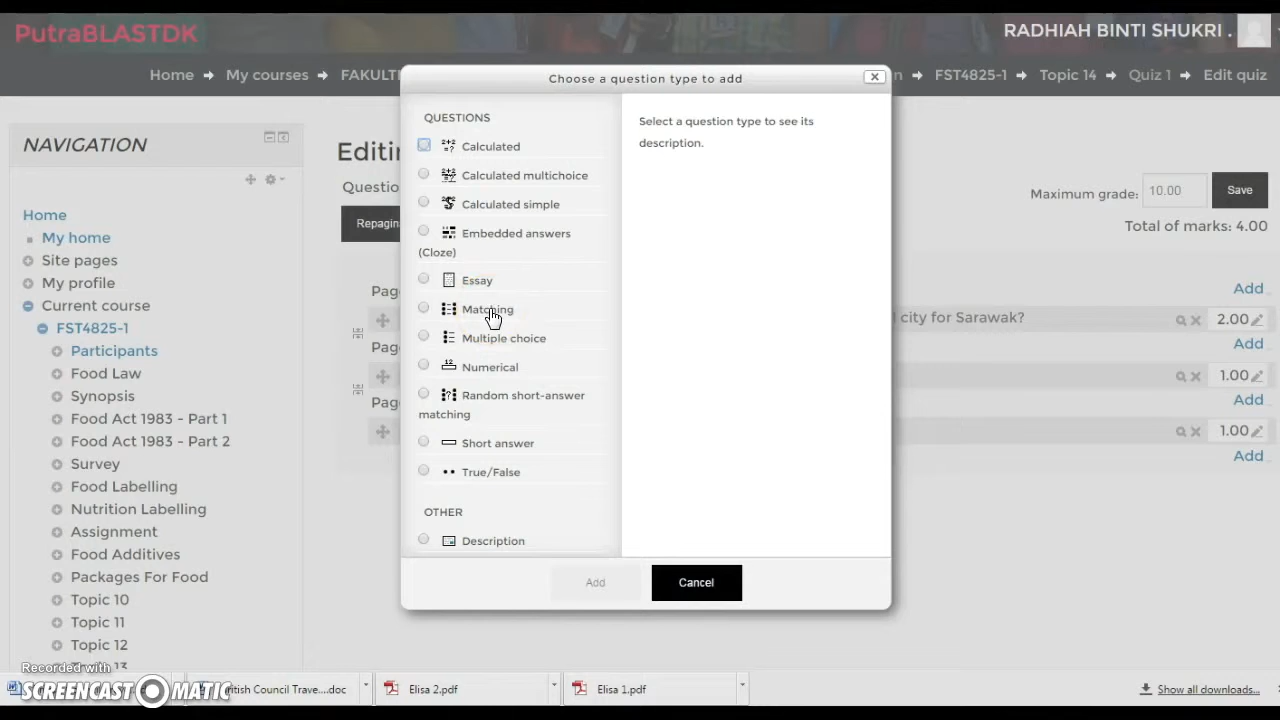 PutraBLASTDK
RADHIAH BINTI SHUKRI .
Home
My courses
FST4825-1
Topic 14
Quiz 1
Edit quiz
NAVIGATION
Home
My home
Site pages
My profile
Current course
FST4825-1
Participants
Food Law
Synopsis
Food Act 1983 - Part 1
Food Act 1983 - Part 2
Survey
Food Labelling
Nutrition Labelling
Assignment
Food Additives
Packages For Food
Topic 10
Topic 11
Topic 12
Choose a question type to add
QUESTIONS
Calculated
Calculated multichoice
Calculated simple
Embedded answers
(Cloze)
Essay
Matching
Multiple choice
Numerical
Random short-answer
matching
Short answer
True/False
OTHER
Description
Select a question type to see its
description.
Add
Cancel
Maximum grade: 10.00 Save
Total of marks: 4.00
Add
city for Sarawak? 2.00
Add
1.00
Add
1.00
Add
Recorded with
SCREENCAST MATIC
Elisa 2.pdf
Elisa 1.pdf
Show all downloads...